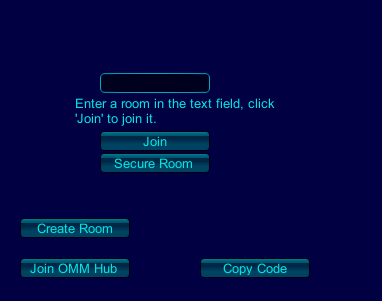 Enter a room in the text field, click
'Join' to join it.
Join
Secure Room
Create Room
Join OMM Hub
Copy Code